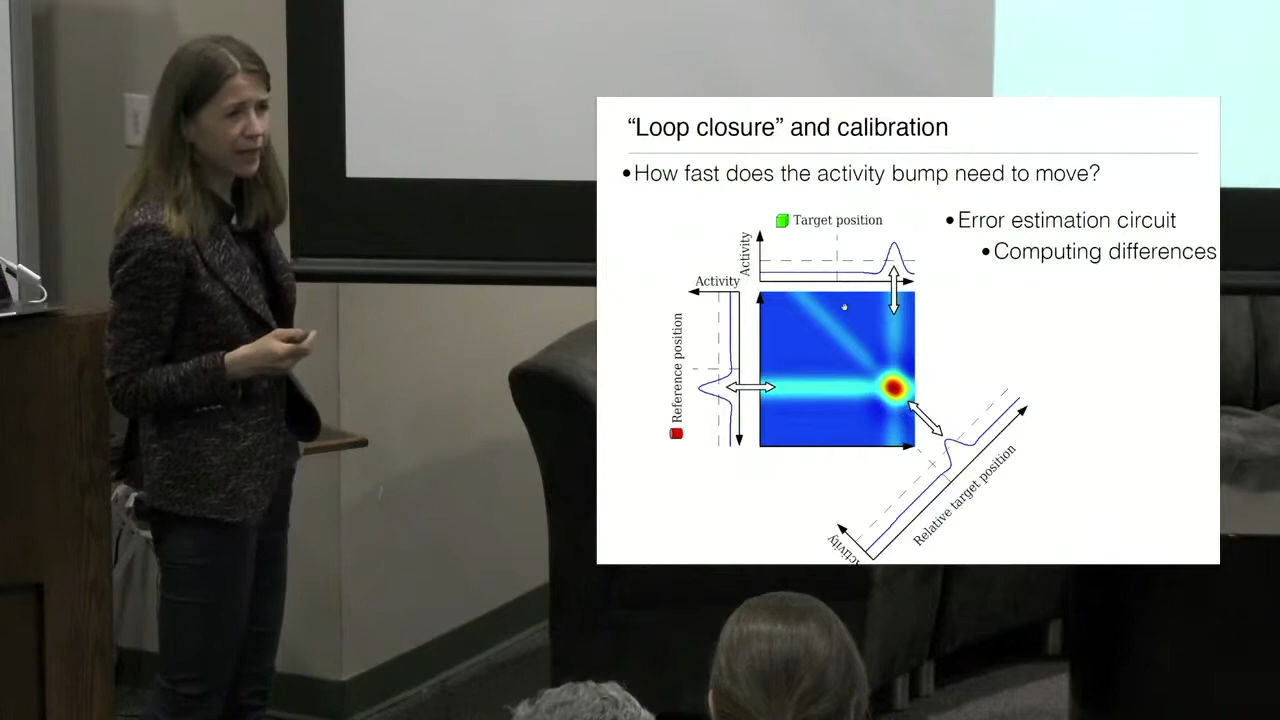 “Loop closure” and calibration
•How fast does the activity bump need to move?
•Error estimation circuit
•Computing differences
Target position
Activity
Activity
Reference position
Relative target position
Activity